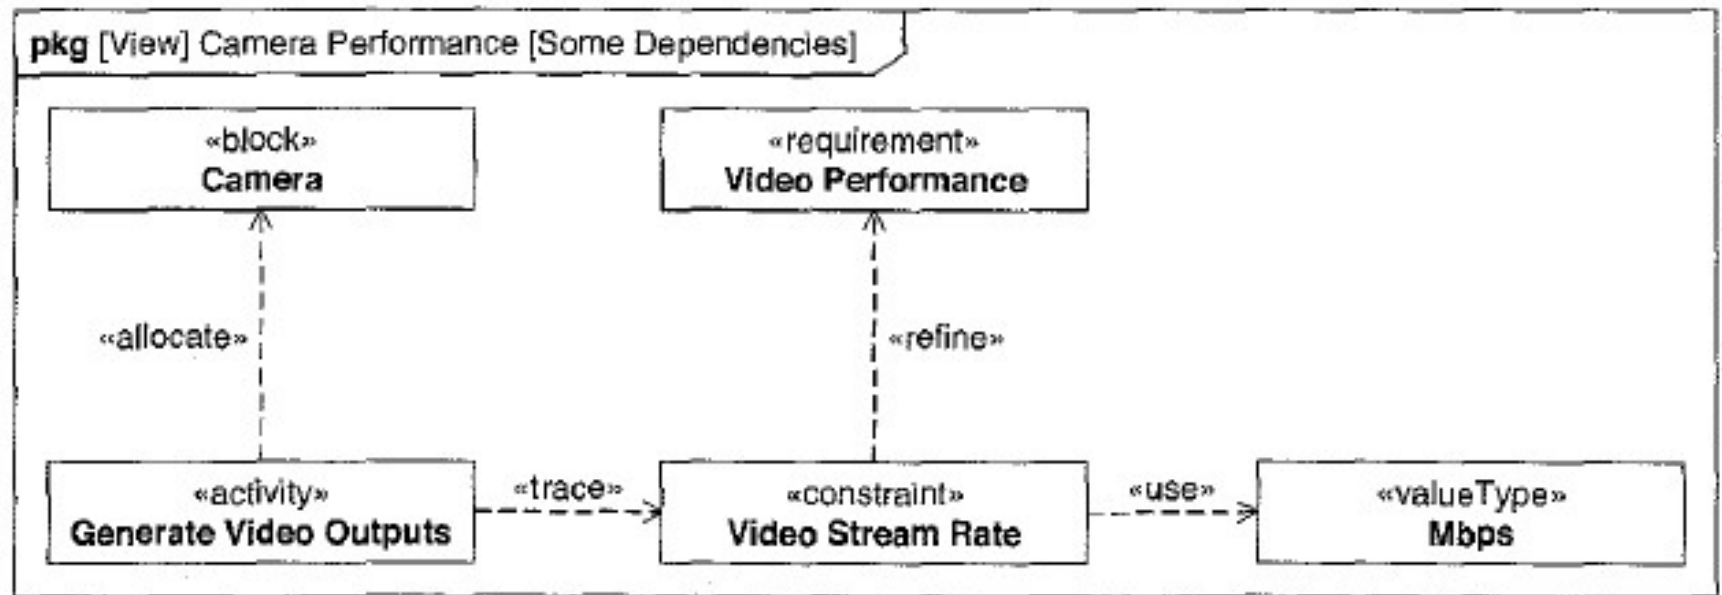 pkg [View] Camera Performance [Some Dependencies]
«block»
Camera
«requirement»
Video Performance
«allocate»
«refine»
«activity»
Generate Video Outputs
«trace»
«constraint»
Video Stream Rate
«use»
«valueType»
Mbps